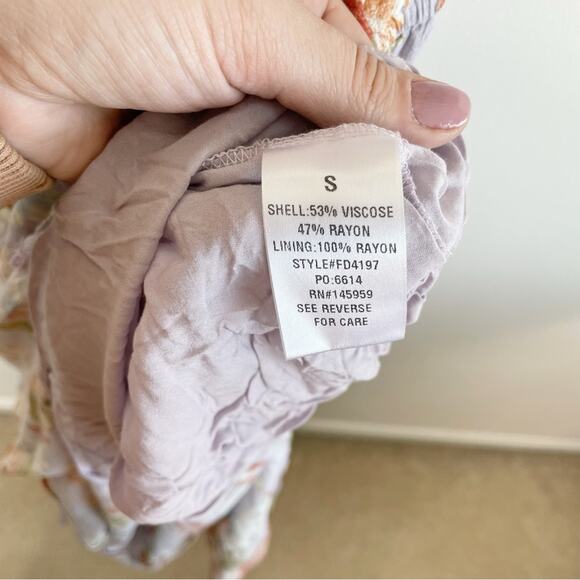 S
SHELL:53% VISCOSE
47% RAYON
LINING:100% RAYON
STYLE#FD4197
PO:6614
RN#145959
SEE REVERSE
FOR CARE